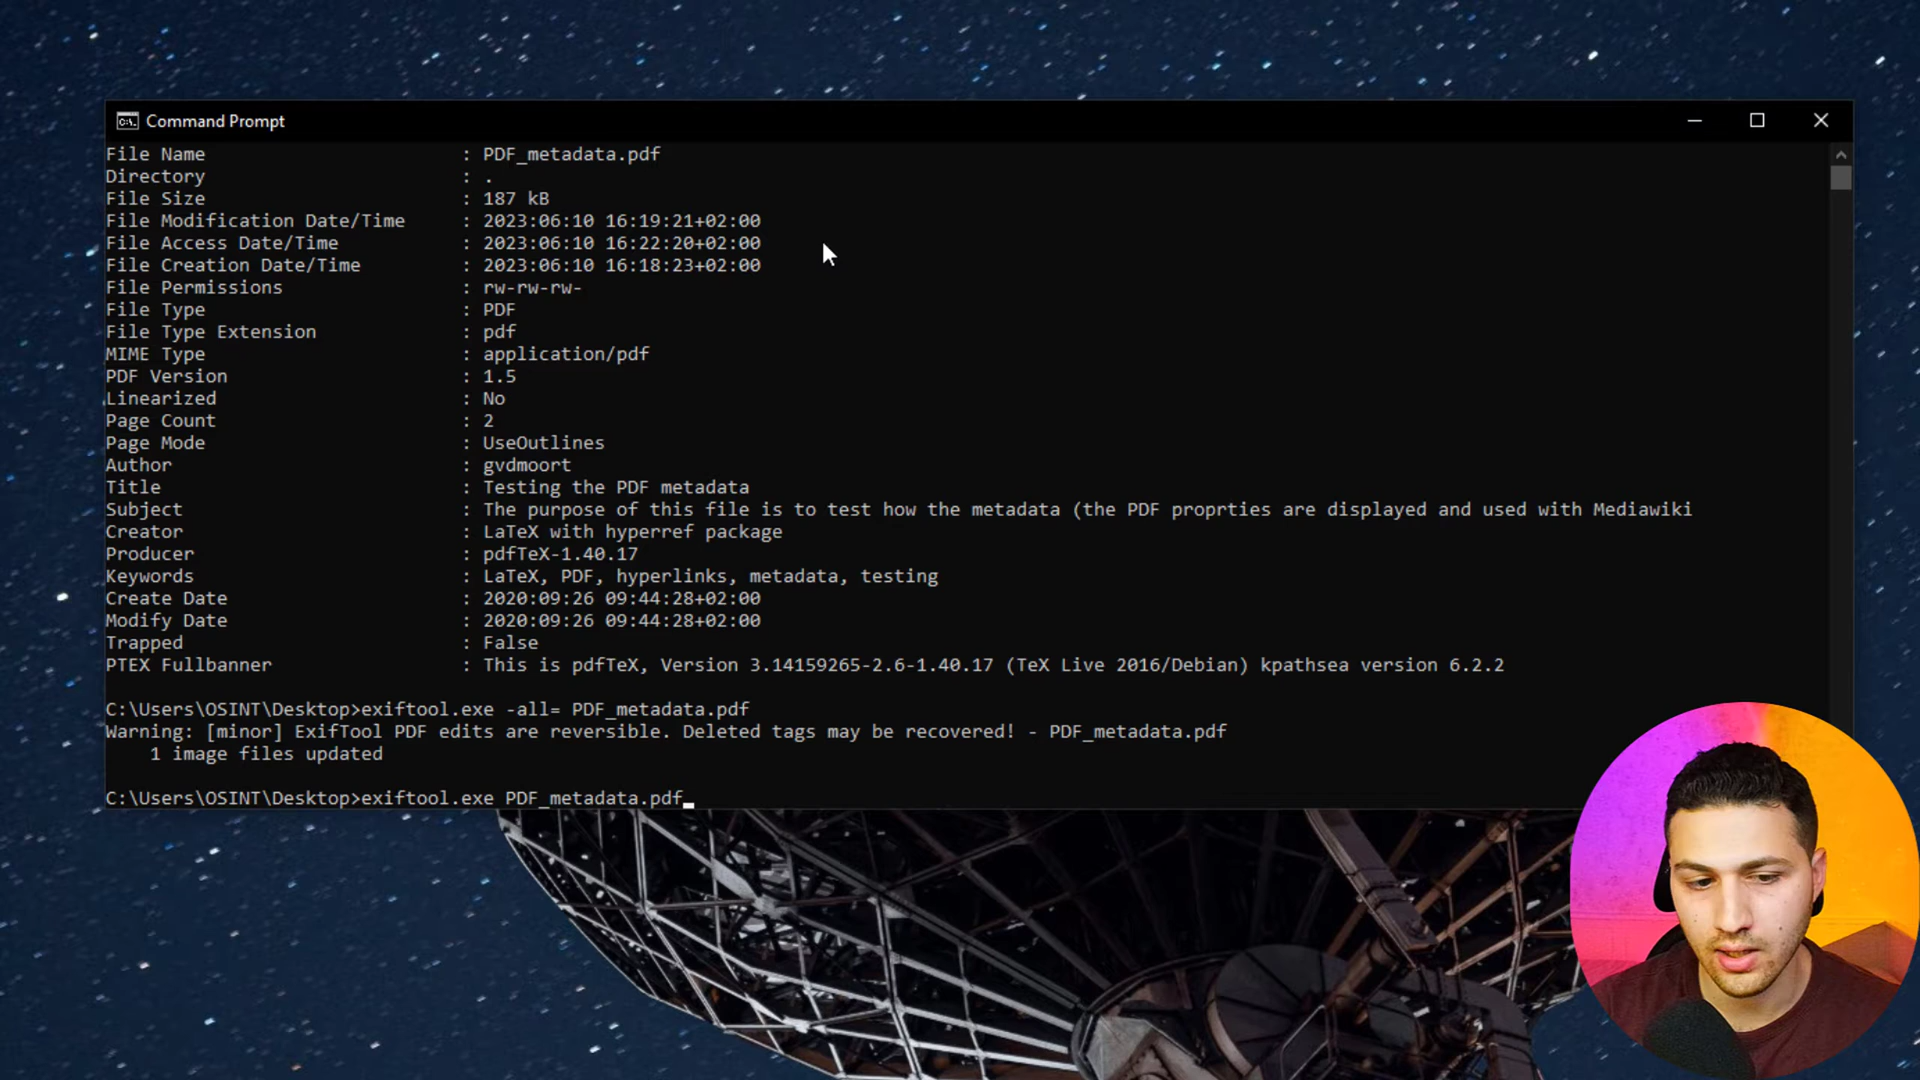 Command Prompt
File Name : PDF_metadata.pdf
Directory : .
File Size : 187 kB
File Modification Date/Time : 2023:06:10 16:19:21+02:00
File Access Date/Time : 2023:06:10 16:22:20+02:00
File Creation Date/Time : 2023:06:10 16:18:23+02:00
File Permissions : rw-rw-rw-
File Type : PDF
File Type Extension : pdf
MIME Type : application/pdf
PDF Version : 1.5
Linearized : No
Page Count : 2
Page Mode : UseOutlines
Author : gvdmoort
Title : Testing the PDF metadata
Subject : The purpose of this file is to test how the metadata (the PDF proprties are displayed and used with Mediawiki
Creator : LaTeX with hyperref package
Producer : pdfTeX-1.40.17
Keywords : LaTeX, PDF, hyperlinks, metadata, testing
Create Date : 2020:09:26 09:44:28+02:00
Modify Date : 2020:09:26 09:44:28+02:00
Trapped : False
PTEX Fullbanner : This is pdfTeX, Version 3.14159265-2.6-1.40.17 (TeX Live 2016/Debian) kpathsea version 6.2.2
C:\Users\OSINT\Desktop>exiftool.exe -all= PDF_metadata.pdf
Warning: [minor] ExifTool PDF edits are reversible. Deleted tags may be recovered! - PDF_metadata.pdf
1 image files updated
C:\Users\OSINT\Desktop>exiftool.exe PDF_metadata.pdf